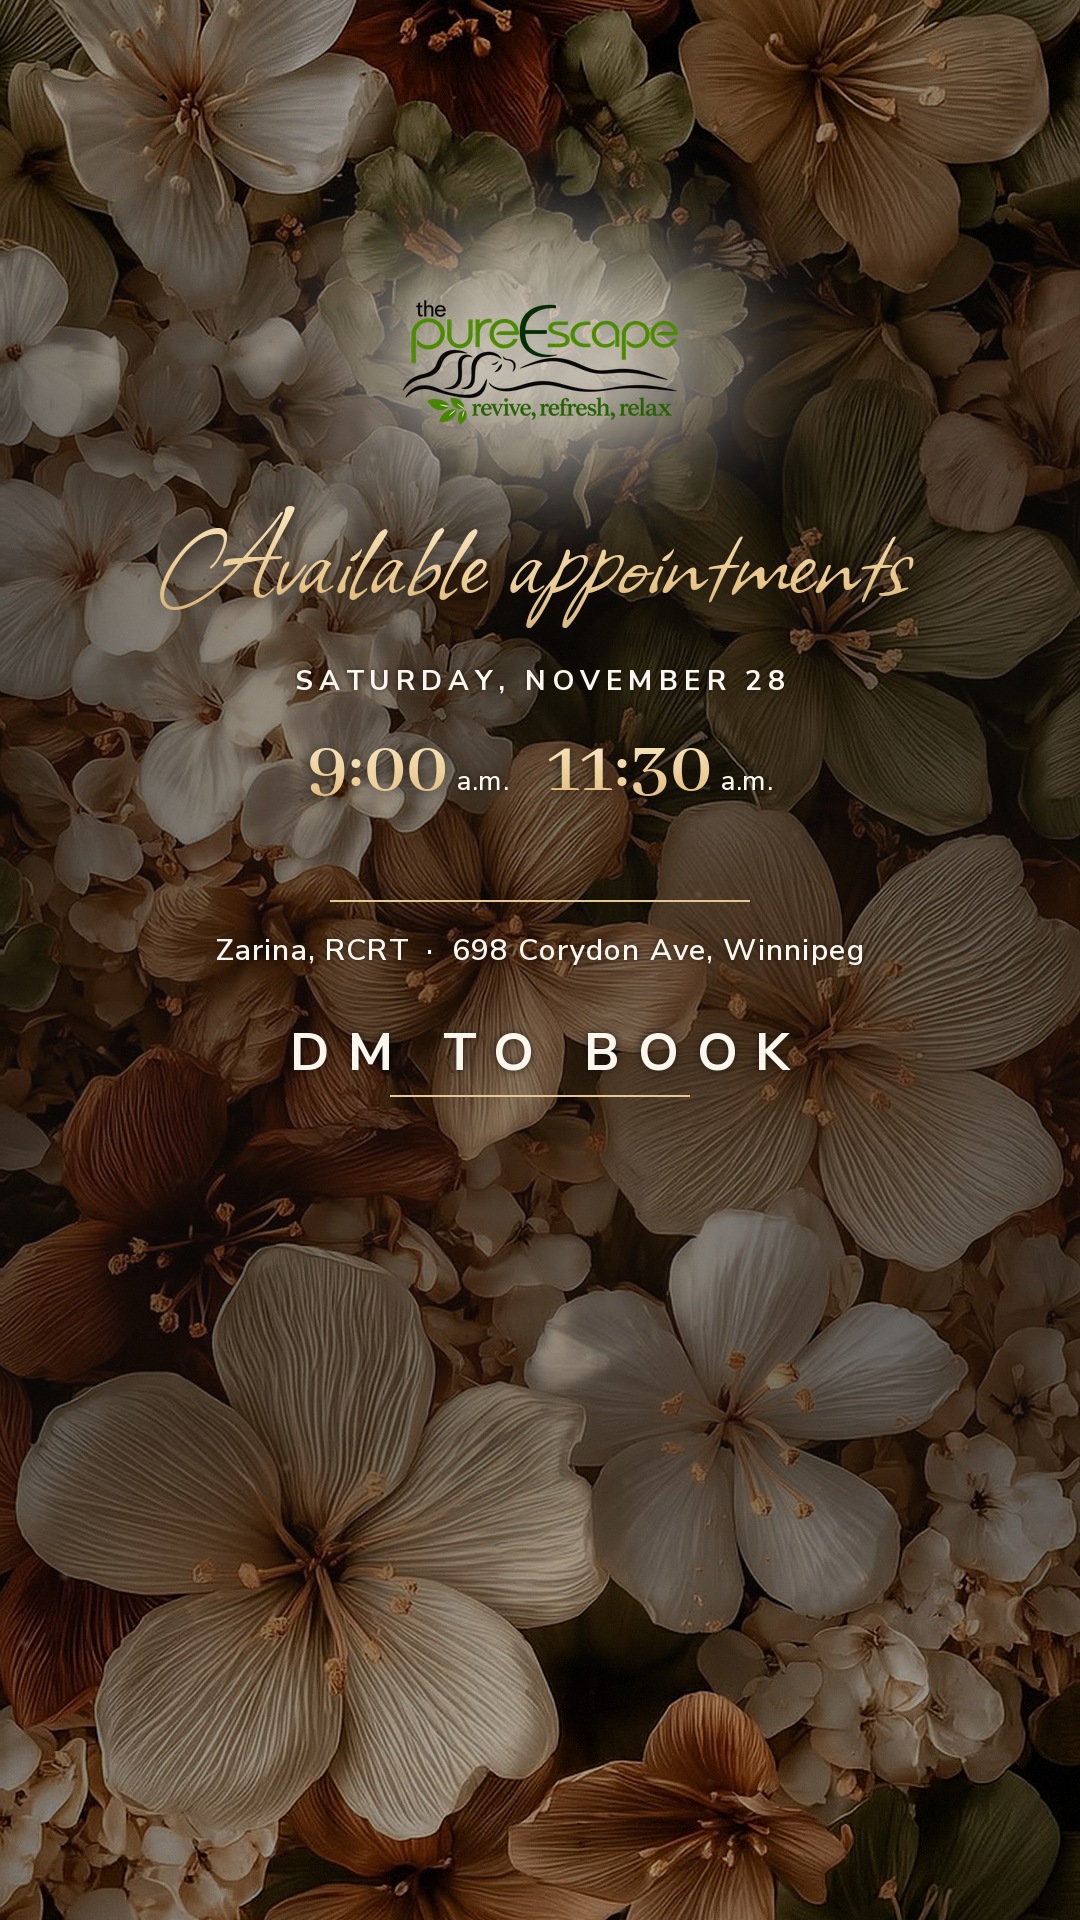 the
pureEscape
revive, refresh, relax
Available appointments
SATURDAY, NOVEMBER 28
9:00 a.m. 11:30 a.m.
Zarina, RCRT · 698 Corydon Ave, Winnipeg
DM TO BOOK